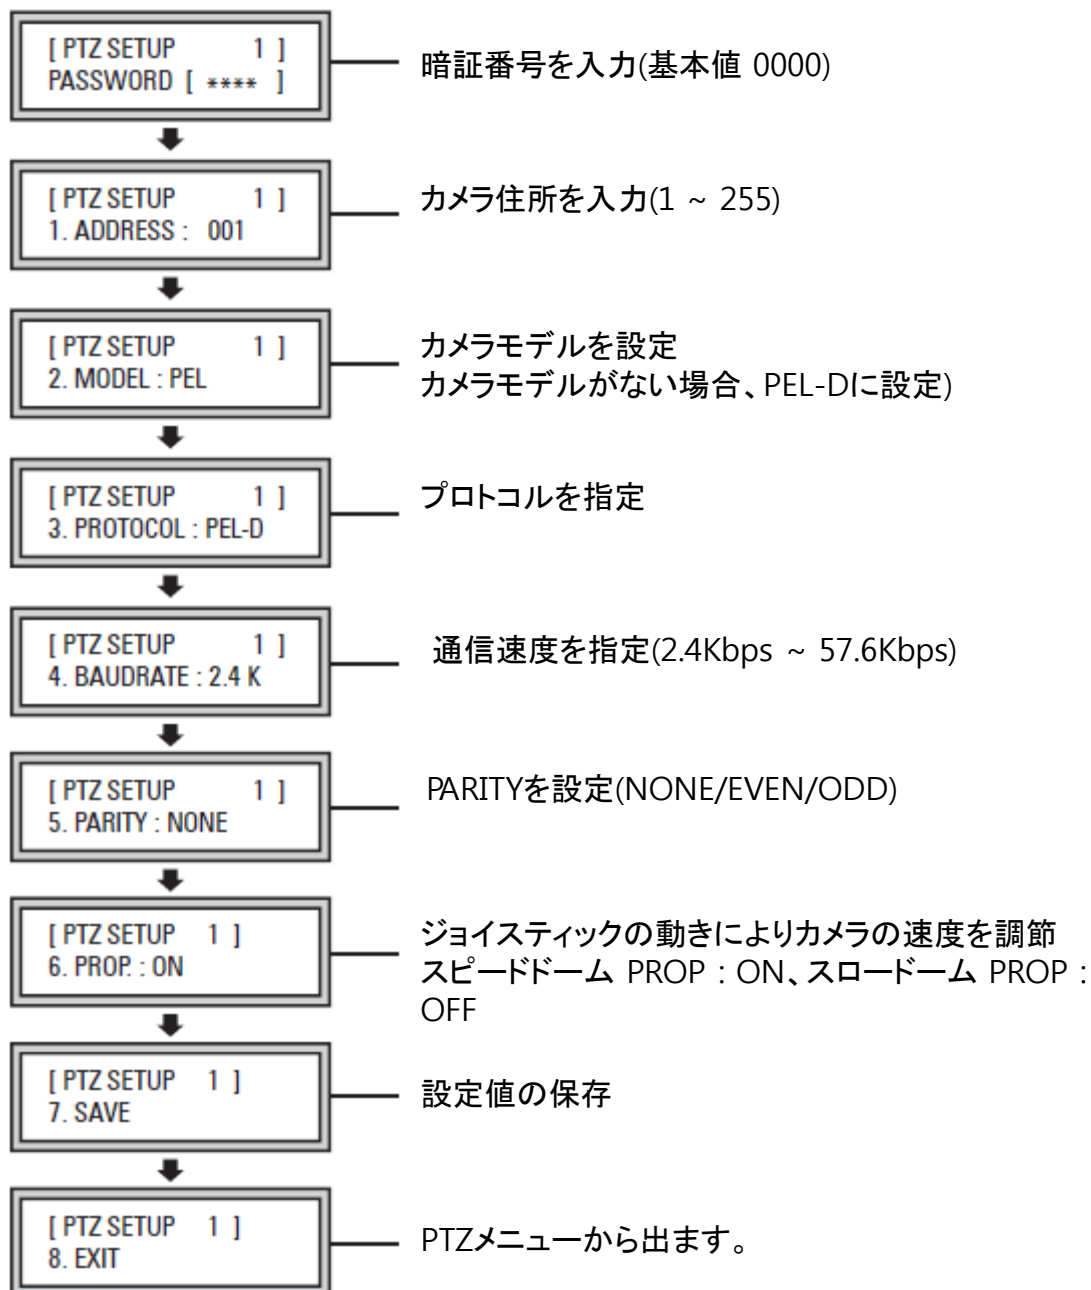 [ PTZ SETUP 1 ]
PASSWORD [ **** ]
暗証番号を入力(基本値 0000)
[ PTZ SETUP 1 ]
1. ADDRESS : 001
カメラ住所を入力(1 ~ 255)
[ PTZ SETUP 1 ]
2. MODEL : PEL
カメラモデルを設定
カメラモデルがない場合、PEL-Dに設定)
[ PTZ SETUP 1 ]
3. PROTOCOL : PEL-D
プロトコルを指定
[ PTZ SETUP 1 ]
4. BAUDRATE : 2.4 K
通信速度を指定(2.4Kbps ~ 57.6Kbps)
[ PTZ SETUP 1 ]
5. PARITY : NONE
PARITYを設定(NONE/EVEN/ODD)
[ PTZ SETUP 1 ]
6. PROP. : ON
ジョイスティックの動きによりカメラの速度を調節
スピードドーム PROP : ON、スロードーム PROP :
OFF
[ PTZ SETUP 1 ]
7. SAVE
設定値の保存
[ PTZ SETUP 1 ]
8. EXIT
PTZメニューから出ます。